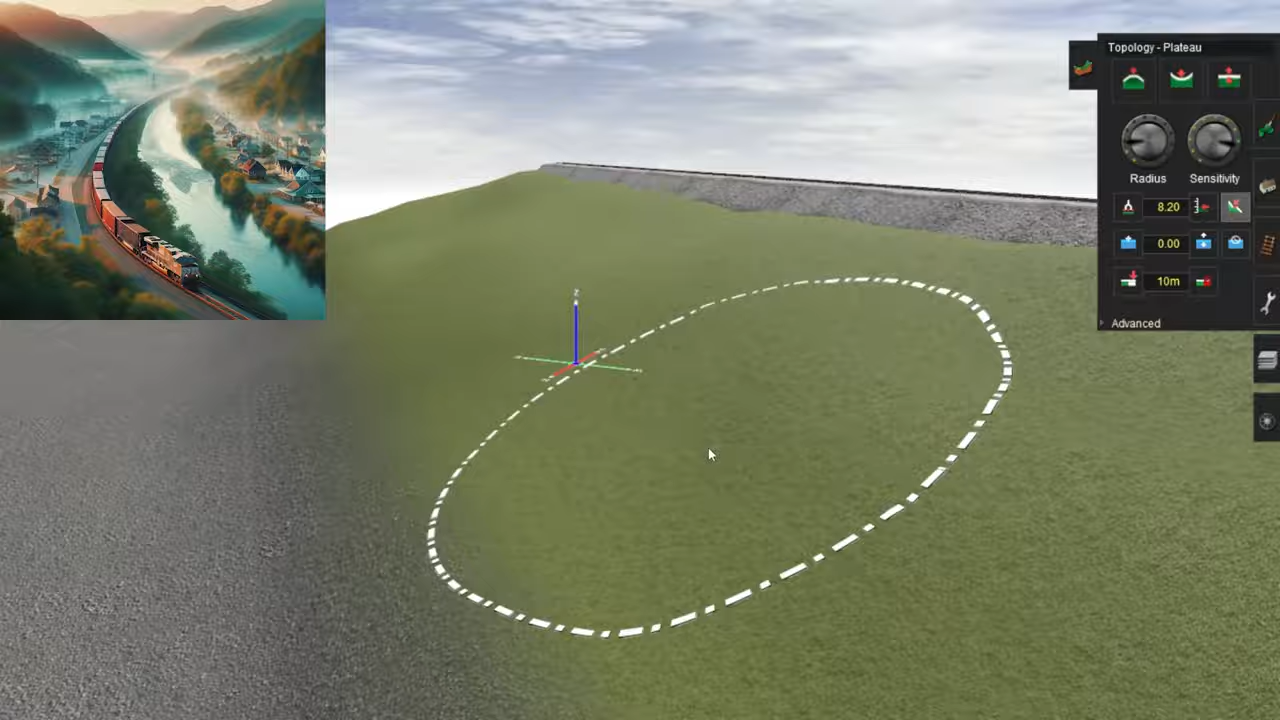 Topology - Plateau
Radius
Sensitivity
8.20
0.00
10m
Advanced